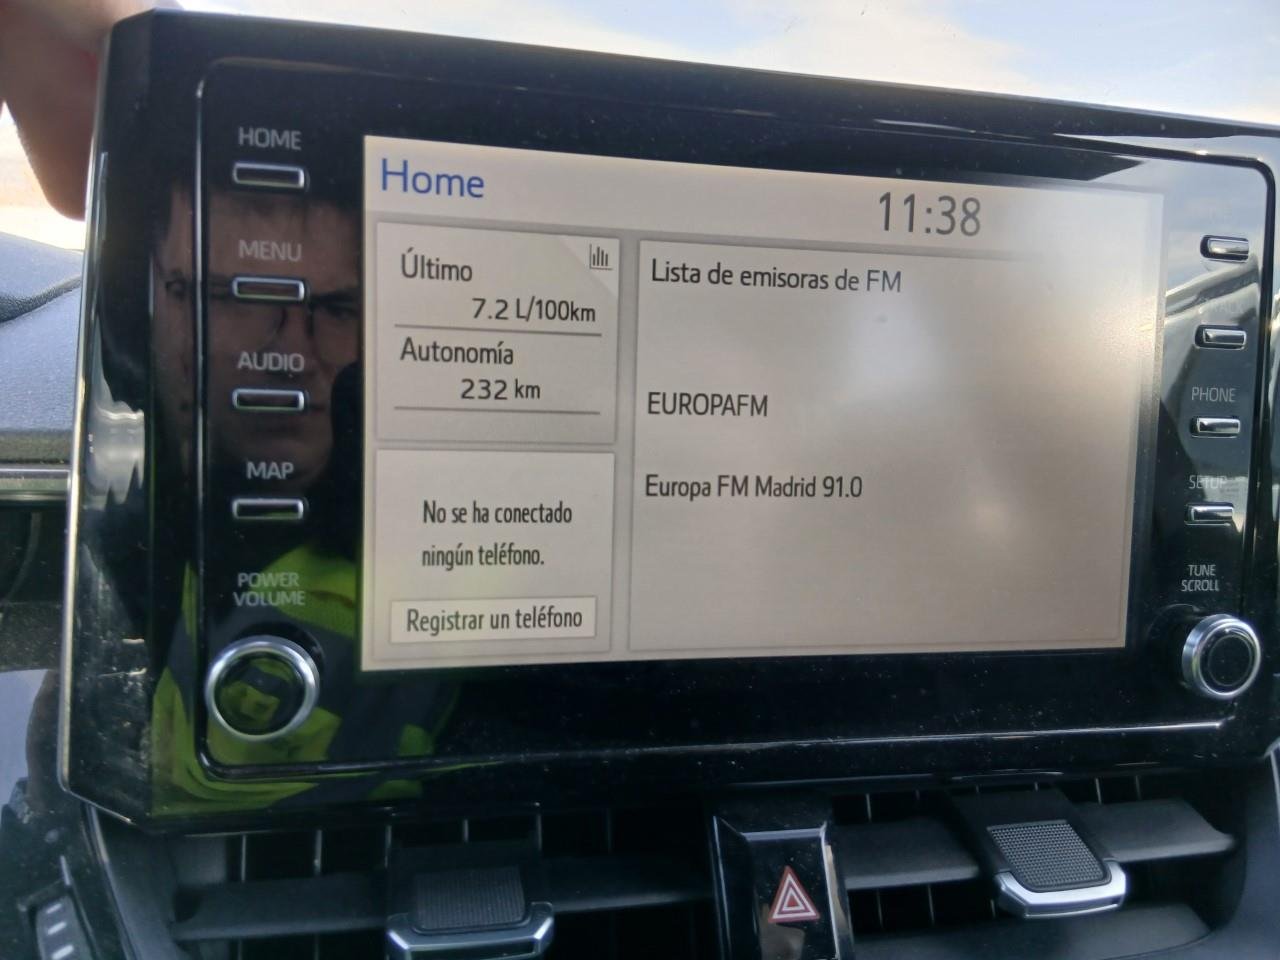 HOME
MENU
AUDIO
MAP
POWER
VOLUME
Home
11:38
Último
7.2 L/100km
Autonomía
232 km
No se ha conectado
ningún teléfono.
Registrar un teléfono
Lista de emisoras de FM
EUROPAFM
Europa FM Madrid 91.0
PHONE
SETUP
TUNE
SCROLL